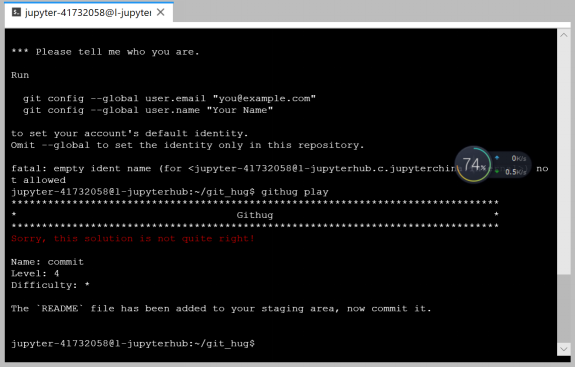 jupyter-41732058@l-jupyter
*** Please tell me who you are.
Run
git config --global user.email "you@example.com"
git config --global user.name "Your Name"
to set your account's default identity.
Omit --global to set the identity only in this repository.
fatal: empty ident name (for <jupyter-41732058@l-jupyterhub.c.jupyterchin no
t allowed
jupyter-41732058@l-jupyterhub:~/git_hug$ githug play
********************************************************************************
* Githug *
********************************************************************************
Sorry, this solution is not quite right!
Name: commit
Level: 4
Difficulty: *
The `README` file has been added to your staging area, now commit it.
jupyter-41732058@l-jupyterhub:~/git_hug$
74%
0K/s
0.5K/s